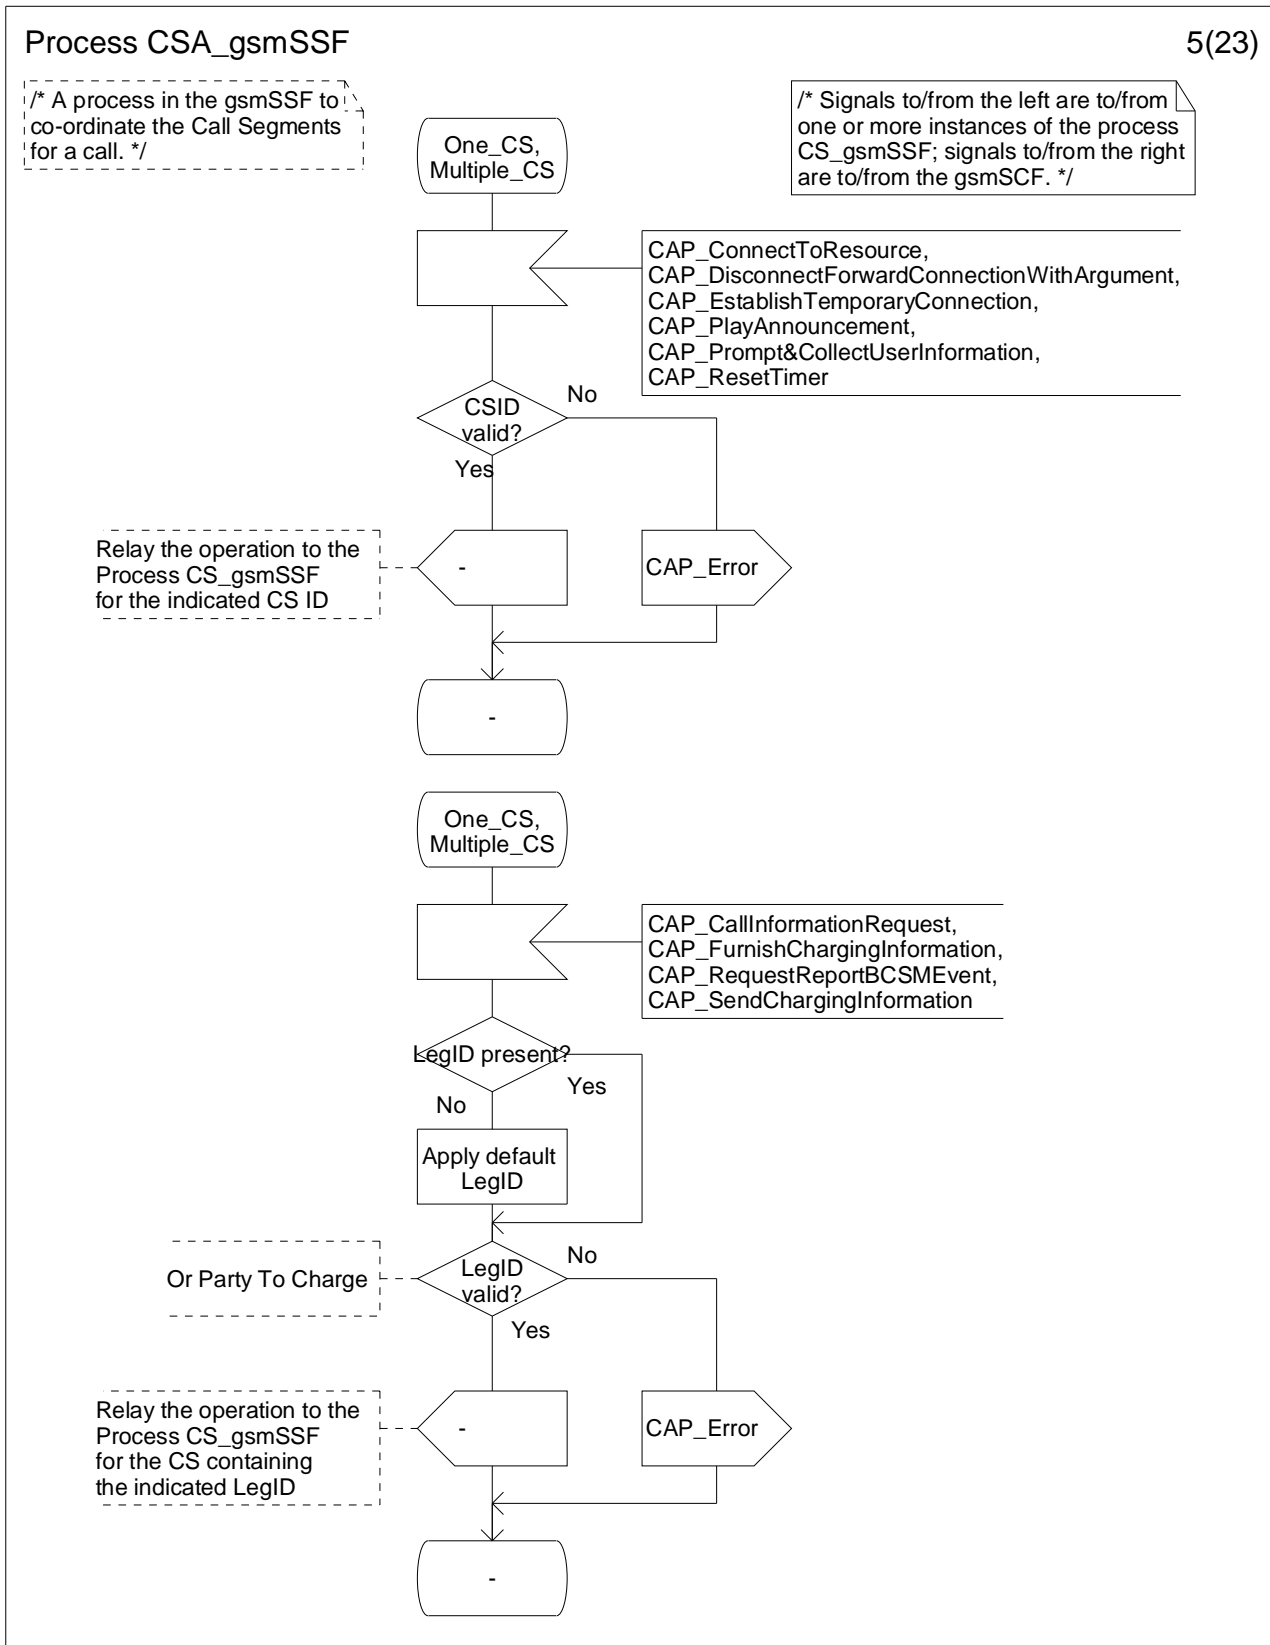 Process CSA_gsmSSF
5(23)
/* A process in the gsmSSF to
co-ordinate the Call Segments
for a call. */
/* Signals to/from the left are to/from
one or more instances of the process
CS_gsmSSF; signals to/from the right
are to/from the gsmSCF. */
One_CS,
Multiple_CS
CAP_ConnectToResource,
CAP_DisconnectForwardConnectionWithArgument,
CAP_EstablishTemporaryConnection,
CAP_PlayAnnouncement,
CAP_Prompt&CollectUserInformation,
CAP_ResetTimer
CSID
valid?
No
Yes
Relay the operation to the
Process CS_gsmSSF
for the indicated CS ID
-
CAP_Error
-
One_CS,
Multiple_CS
CAP_CallInformationRequest,
CAP_FurnishChargingInformation,
CAP_RequestReportBCSMEvent,
CAP_SendChargingInformation
LegID present?
Yes
No
Apply default
LegID
Or Party To Charge
LegID
valid?
No
Yes
Relay the operation to the
Process CS_gsmSSF
for the CS containing
the indicated LegID
-
CAP_Error
-